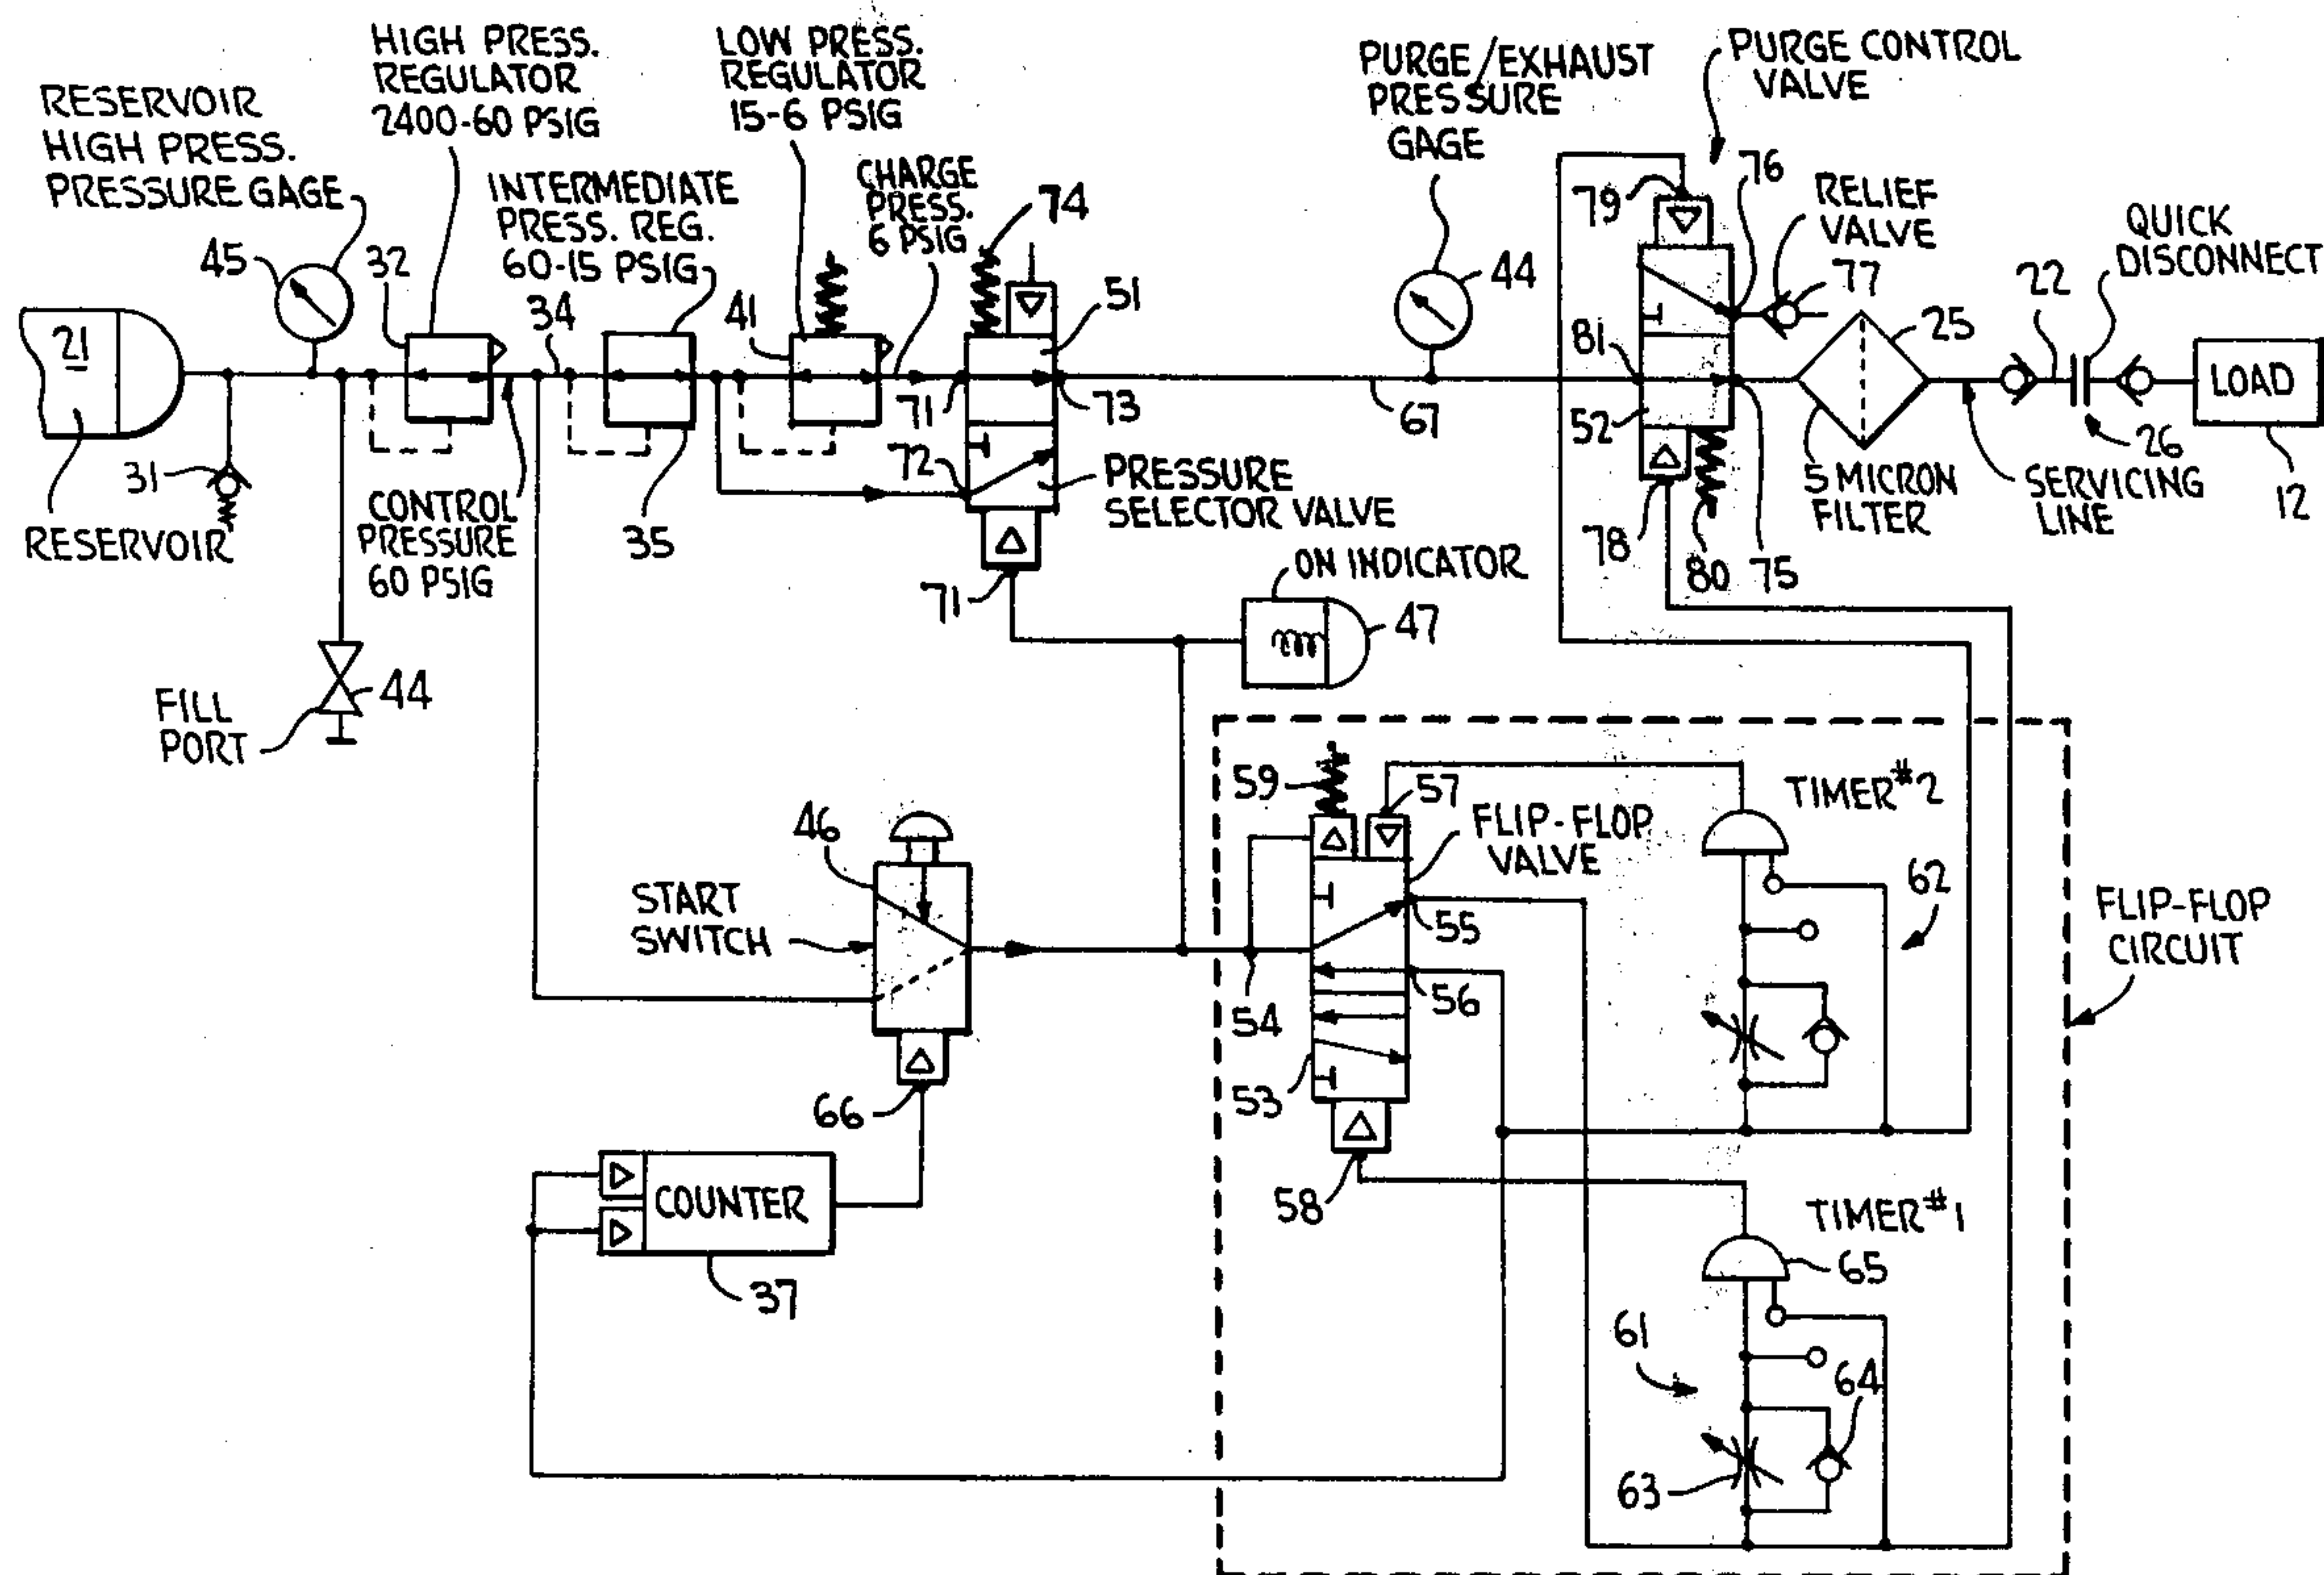 HIGH PRESS.
REGULATOR
2400-60 PSIG
LOW PRESS.
REGULATOR
15-6 PSIG
PURGE/EXHAUST
PRESSURE
GAGE
PURGE CONTROL
VALVE
RESERVOIR
HIGH PRESS.
PRESSURE GAGE
INTERMEDIATE
PRESS. REG.
60-15 PSIG
CHARGE
PRESS.
6 PSIG
74
79
76
RELIEF
VALVE
77
QUICK
DISCONNECT
45
32
34
41
51
44
22
21
81
25
LOAD
71
73
67
52
72
26
31
CONTROL
PRESSURE
60 PSIG
35
PRESSURE
SELECTOR VALVE
5 MICRON
FILTER
SERVICING
LINE
12
RESERVOIR
78
80
75
71
ON INDICATOR
47
FILL
PORT
44
59
57
TIMER #2
46
FLIP-FLOP
VALVE
START
SWITCH
62
55
FLIP-FLOP
CIRCUIT
54
56
53
66
COUNTER
58
TIMER #1
37
65
61
64
63